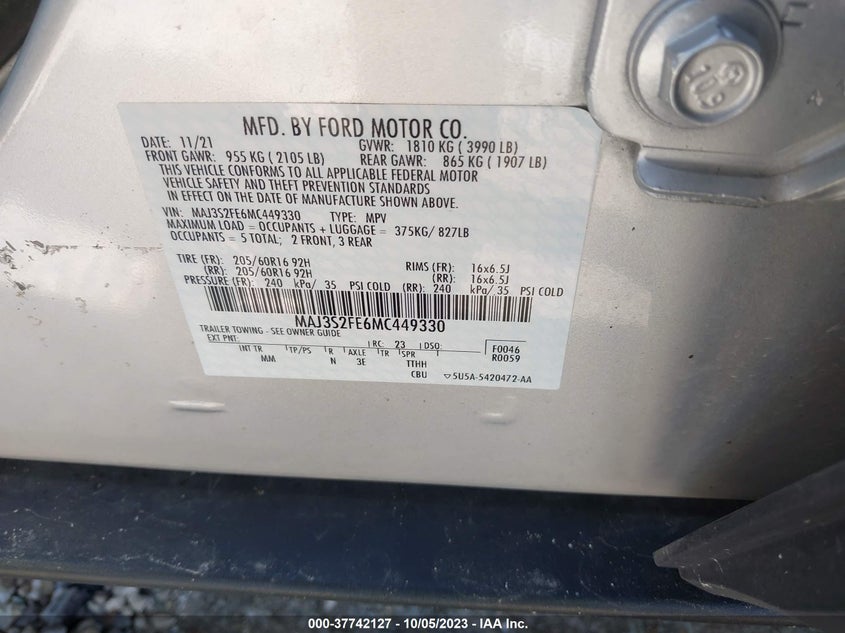 MFD. BY FORD MOTOR CO.
DATE: 11/21 GVWR: 1810 KG ( 3990 LB)
FRONT GAWR: 955 KG ( 2105 LB) REAR GAWR: 865 KG ( 1907 LB)
THIS VEHICLE CONFORMS TO ALL APPLICABLE FEDERAL MOTOR
VEHICLE SAFETY AND THEFT PREVENTION STANDARDS
IN EFFECT ON THE DATE OF MANUFACTURE SHOWN ABOVE.
VIN: MAJ3S2FE6MC449330 TYPE: MPV
MAXIMUM LOAD = OCCUPANTS + LUGGAGE = 375KG/ 827LB
OCCUPANTS = 5 TOTAL; 2 FRONT, 3 REAR
TIRE (FR): 205/60R16 92H RIMS (FR): 16x6.5J
(RR): 205/60R16 92H (RR): 16x6.5J
PRESSURE (FR): 240 kPa/ 35 PSI COLD (RR): 240 kPa/ 35 PSI COLD
MAJ3S2FE6MC449330
TRAILER TOWING - SEE OWNER GUIDE
EXT PNT: RC: 23 DSO: F0046
INT TR TP/PS R AXLE TR SPR R0059
MM N 3E TTHH
CBU ▽5U5A-5420472-AA
10.9
000-37742127 - 10/05/2023 - IAA Inc.